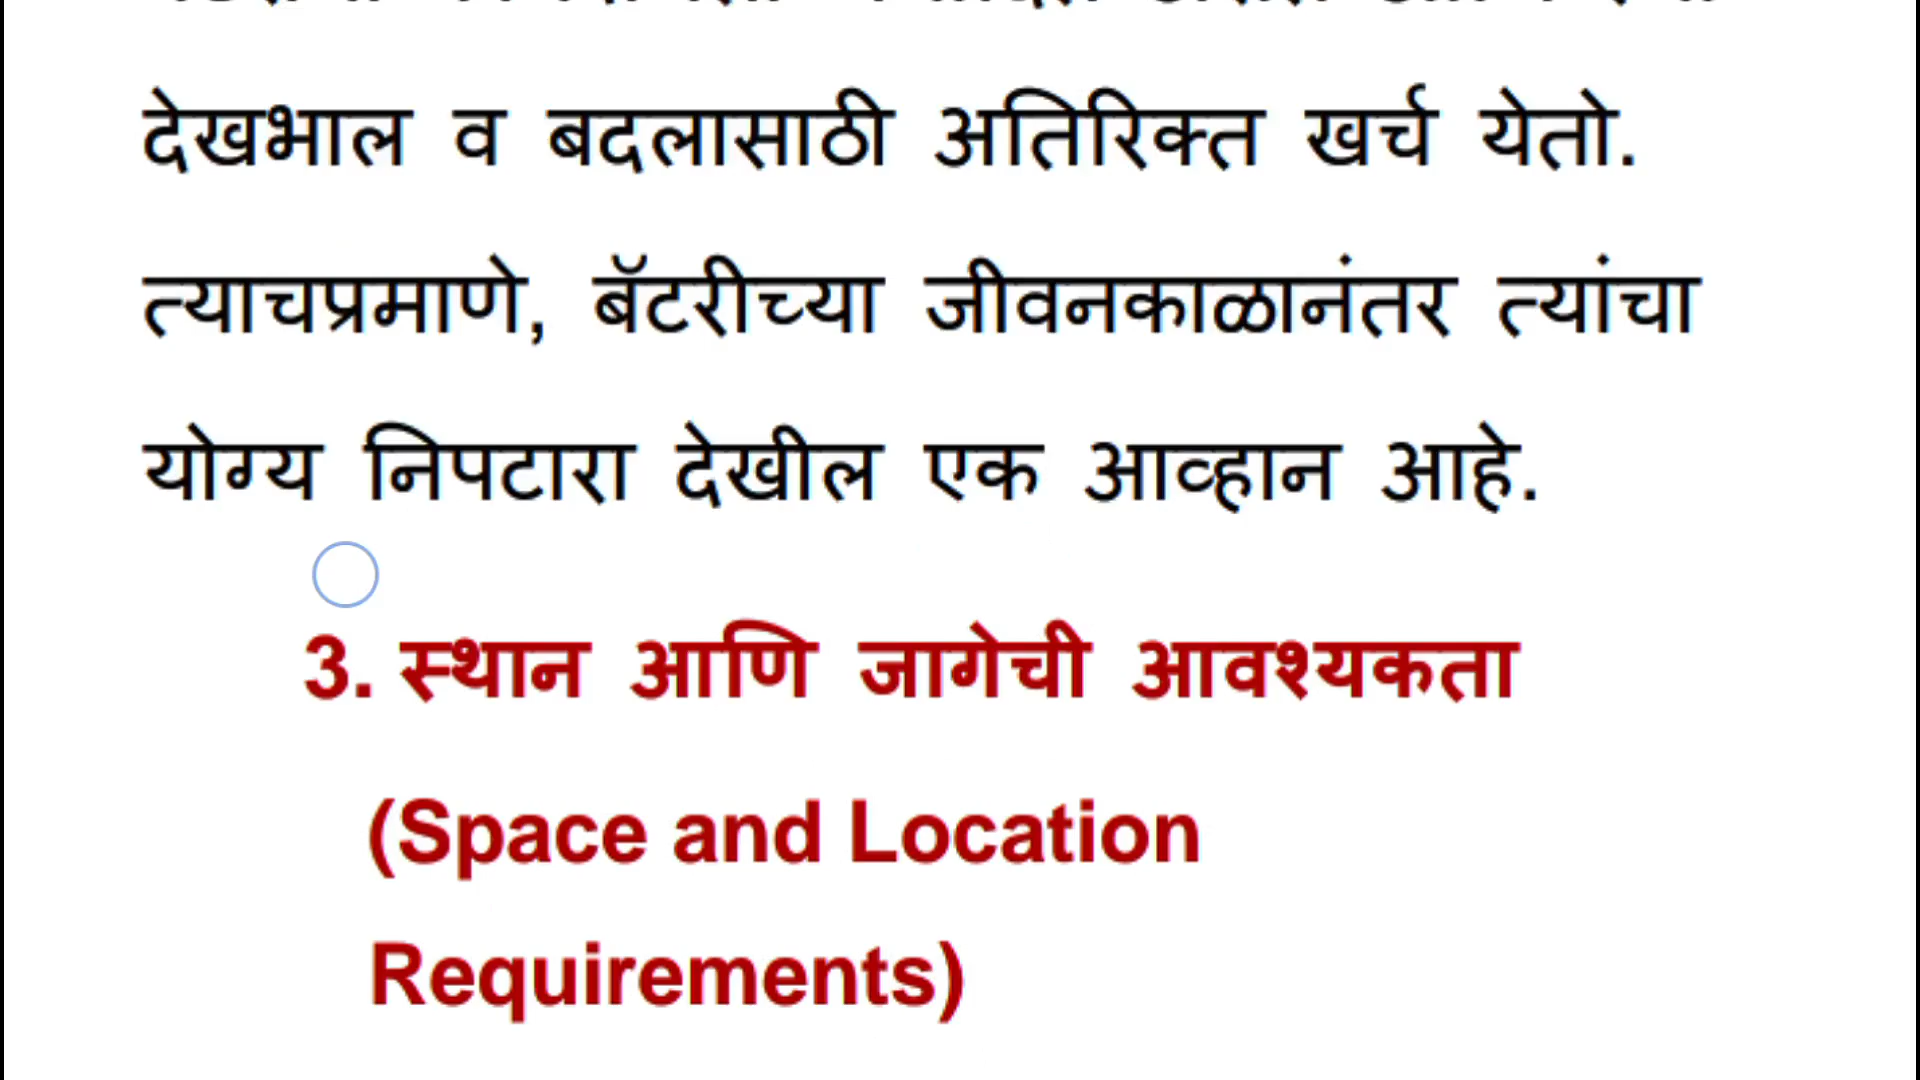 देखभाल व बदलासाठी अतिरिक्त खर्च येतो.
त्याचप्रमाणे, बॅटरीच्या जीवनकाळानंतर त्यांचा
योग्य निपटारा देखील एक आव्हान आहे.
3. स्थान आणि जागेची आवश्यकता
(Space and Location
Requirements)